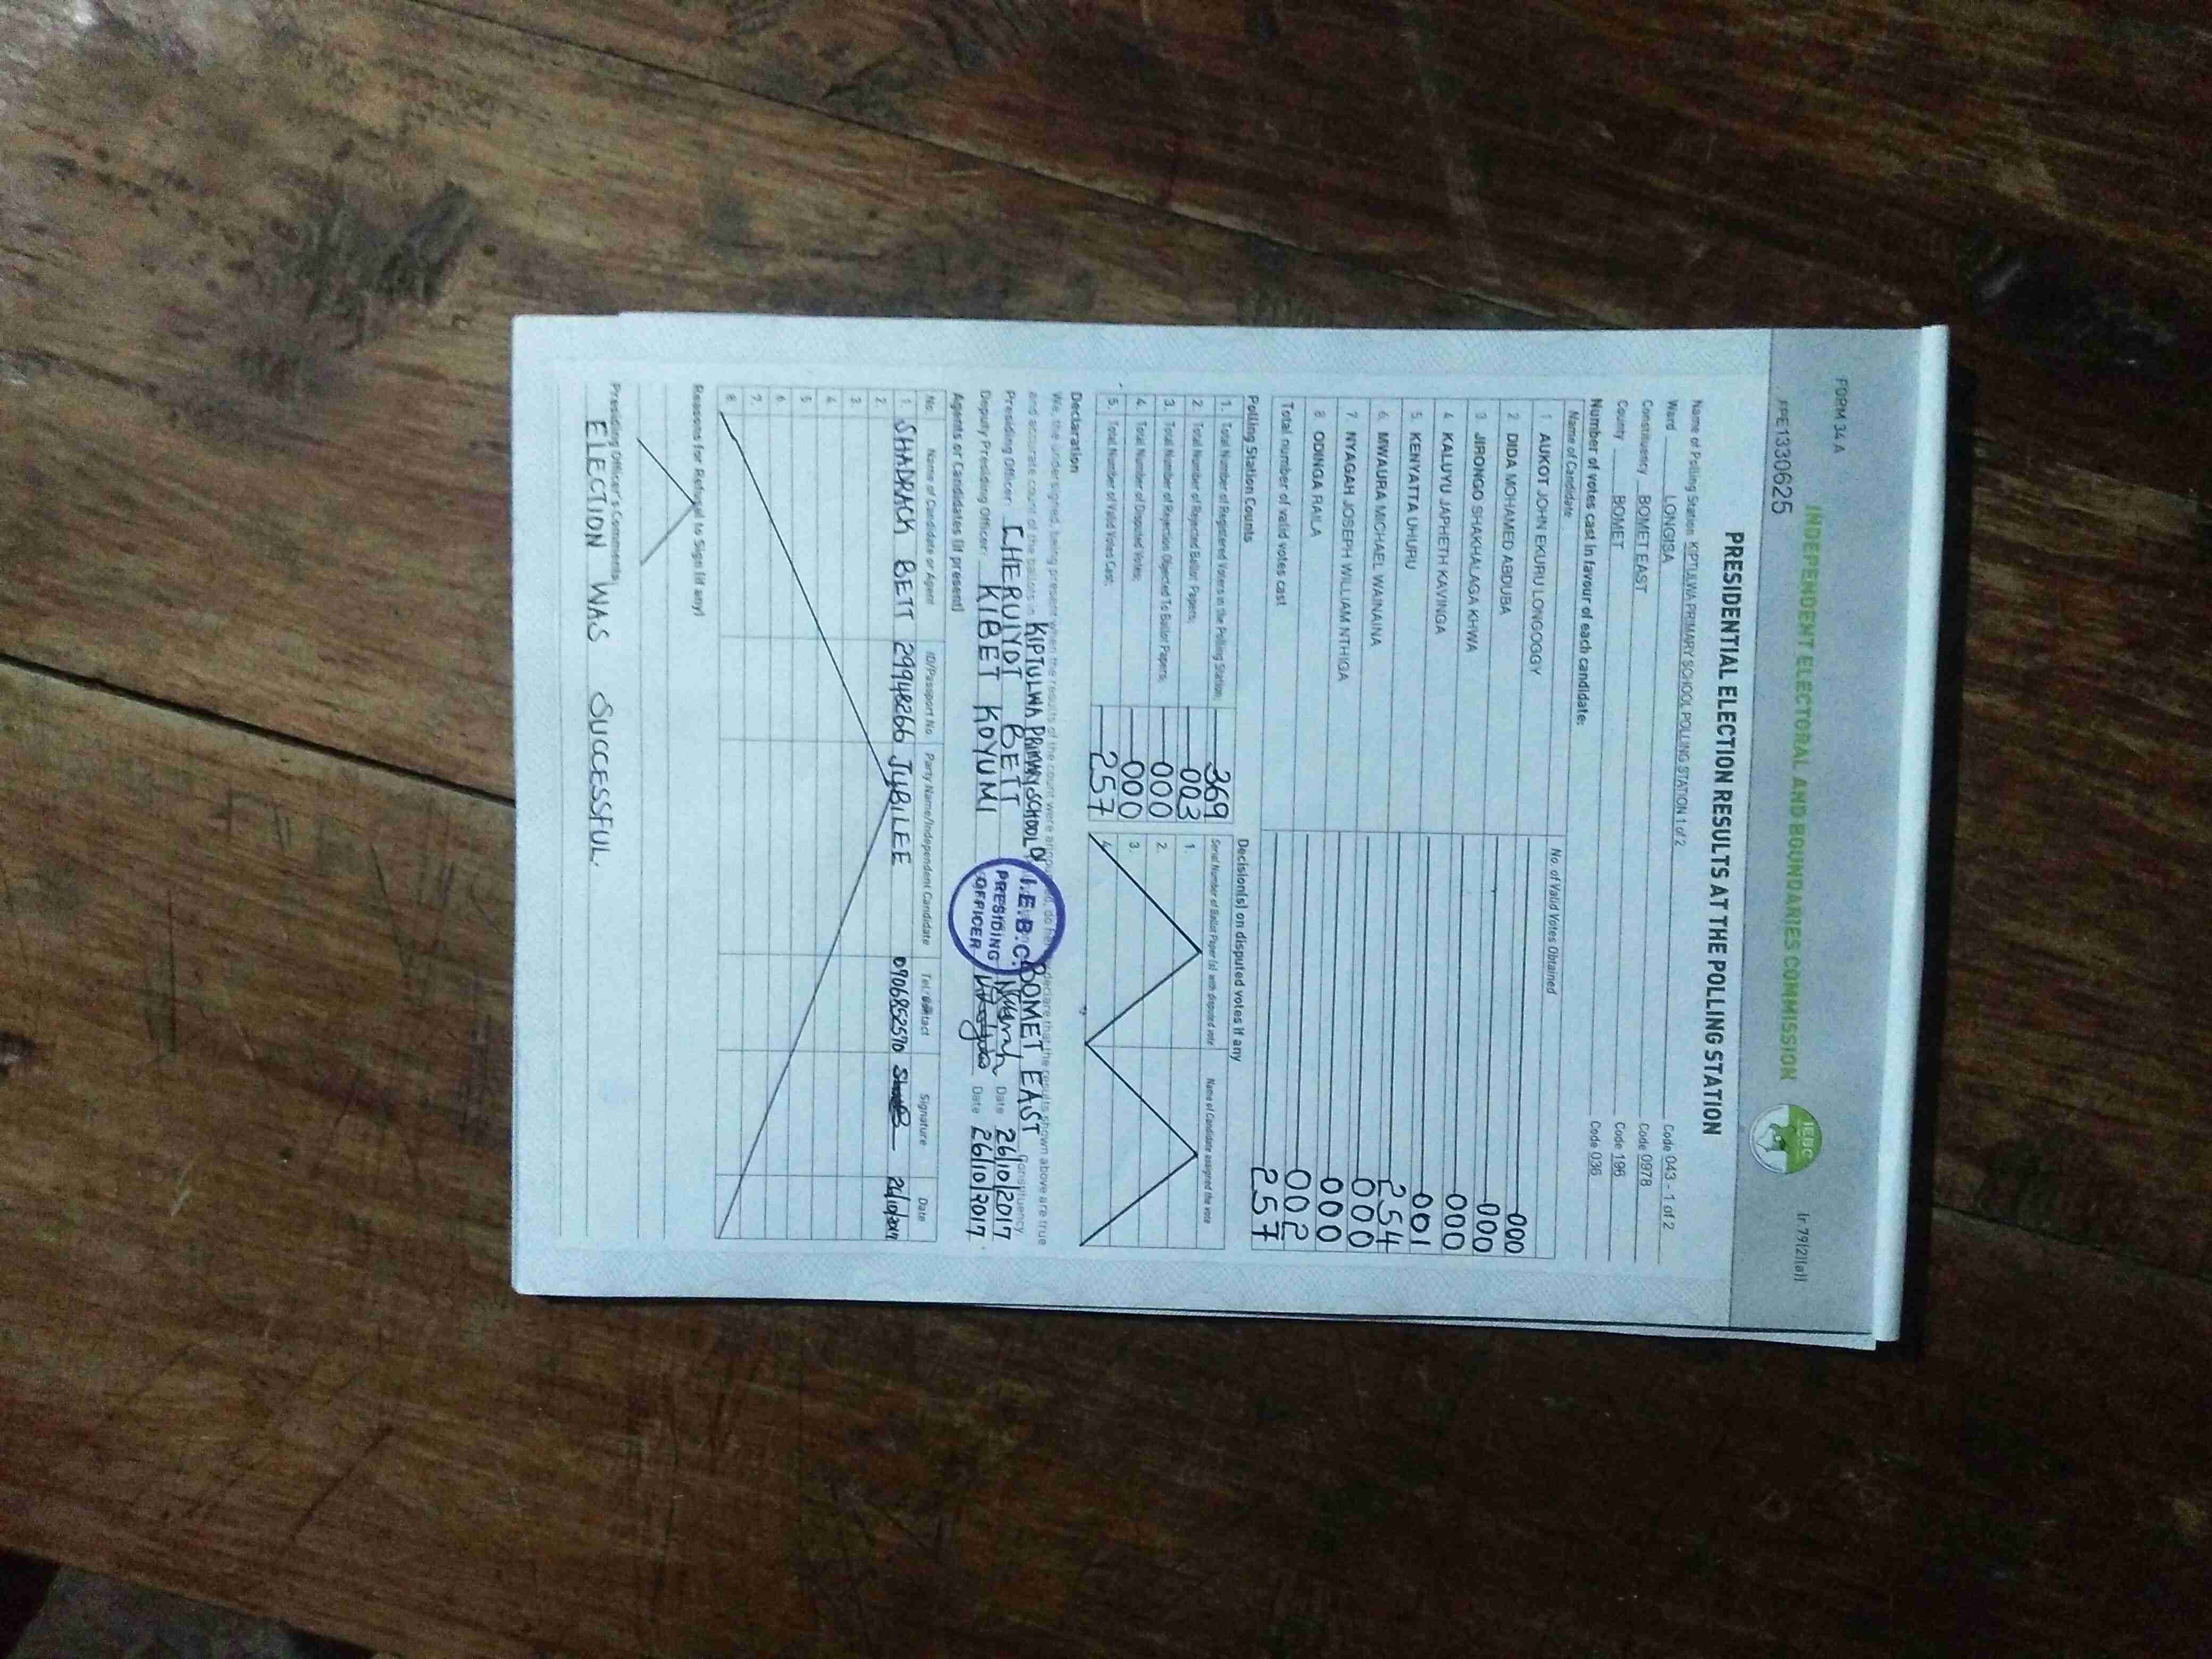 FORM 34 A
(r.79(2)(a))
INDEPENDENT ELECTORAL AND BOUNDARIES COMMISSION
IEBC
PPE1330625
PRESIDENTIAL ELECTION RESULTS AT THE POLLING STATION
Name of Polling Station KIPTULWA PRIMARY SCHOOL POLLING STATION 1 of 2 Code 043 - 1 of 2
Ward LONGISA Code 0978
Constituency BOMET EAST Code 196
County BOMET Code 036
Number of votes cast in favour of each candidate:
Name of Candidate No. of Valid Votes Obtained
1 AUKOT JOHN EKURU LONGOGGY 000
2 DIDA MOHAMED ABDUBA 000
3 JIRONGO SHAKHALAGA KHWA 000
4 KALUYU JAPHETH KAVINGA 001
5 KENYATTA UHURU 254
6 MWAURA MICHAEL WAINAINA 000
7 NYAGAH JOSEPH WILLIAM NTHIGA 000
8 ODINGA RAILA 002
Total number of valid votes cast 257
Polling Station Counts
1. Total Number of Registered Voters in the Polling Station; 369
2. Total Number of Rejected Ballot Papers; 003
3. Total Number of Rejection Objected To Ballot Papers; 000
4. Total Number of Disputed Votes; 000
5. Total Number of Valid Votes Cast; 257
Decision(s) on disputed votes if any
Serial Number of Ballot Paper (s) with disputed vote Name of Candidate assigned the vote
1.
2.
3.
4.
Declaration
We, the undersigned, being present when the results of the count were announced, do hereby declare that the results shown above are true
and accurate count of the ballots in KIPTULWA PRIMARY SCHOOL BOMET EAST Constituency
Presiding Officer: CHERUIYOT BETT Date 26/10/2017
Deputy Presiding Officer: KIBET KOYUMI Date 26/10/2017
I.E.B.C.
PRESIDING
OFFICER
Agents or Candidates (if present)
No. Name of Candidate or Agent ID/Passport No. Party Name/Independent Candidate Tel. Contact Signature Date
1. SHADRACK BETT 29948266 JUBILEE 0706852570 26/10/2017
2.
3.
4.
5.
6.
7.
8.
Reasons for Refusal to Sign (if any)
Presiding Officer's Comments;
ELECTION WAS SUCCESSFUL.